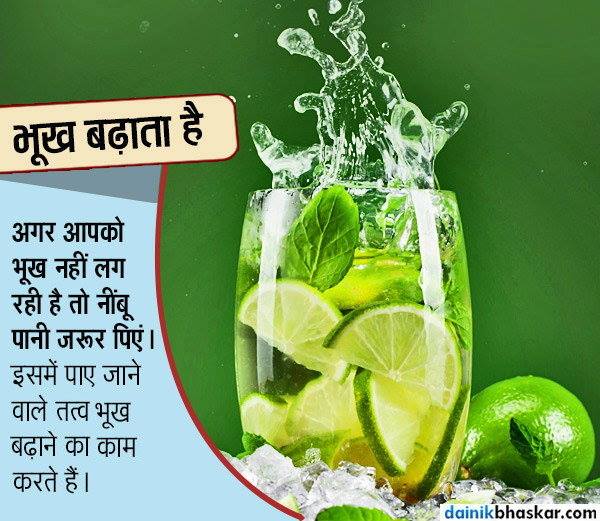 भूख बढ़ाता है
अगर आपको
भूख नहीं लग
रही है तो नींबू
पानी जरूर पिएं।
इसमें पाए जाने
वाले तत्व भूख
बढ़ाने का काम
करते हैं।
dainikbhaskar.com